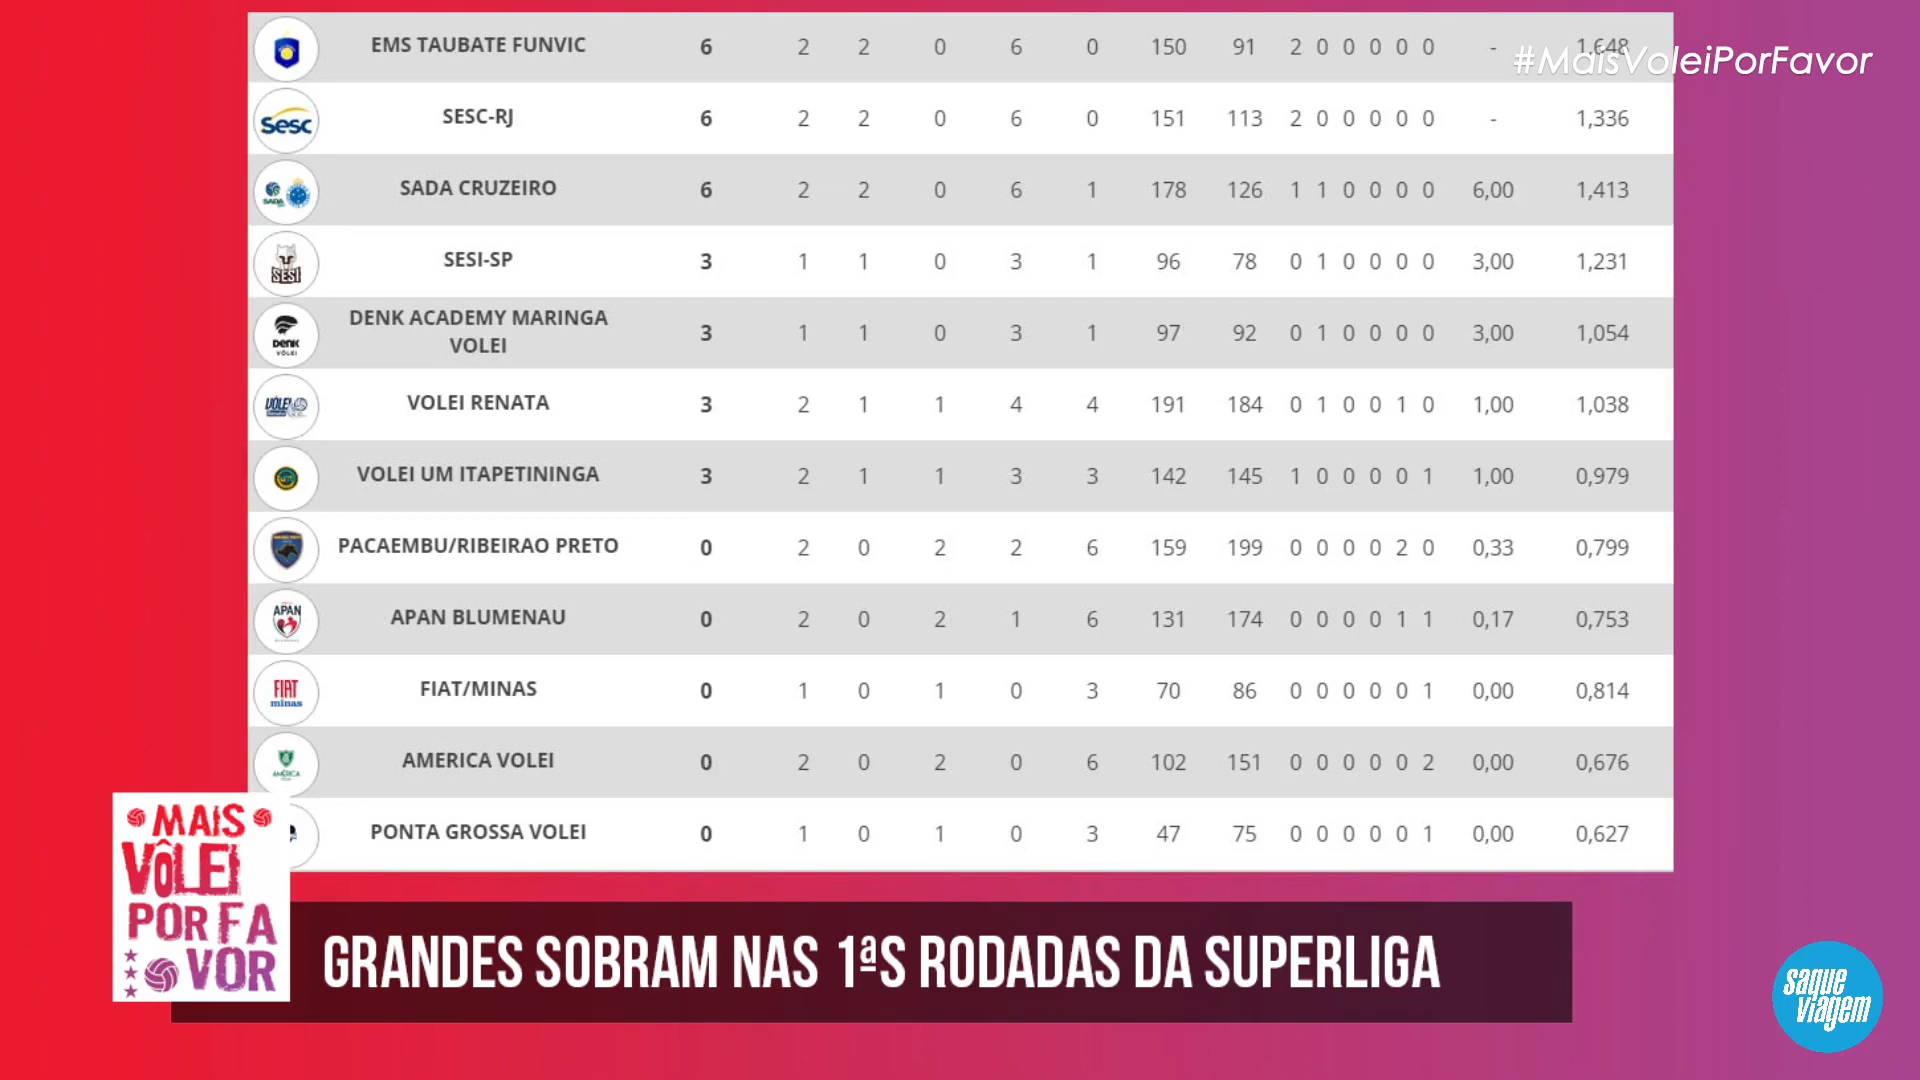 EMS TAUBATE FUNVIC 6 2 2 0 6 0 150 91 2 0 0 0 0 0 - 1,648
#MaisVoleiPorFavor
Sesc SESC-RJ 6 2 2 0 6 0 151 113 2 0 0 0 0 0 - 1,336
SADA SADA CRUZEIRO 6 2 2 0 6 1 178 126 1 1 0 0 0 0 6,00 1,413
SESI SESI-SP 3 1 1 0 3 1 96 78 0 1 0 0 0 0 3,00 1,231
DENK ACADEMY MARINGA
DENK VÔLEI VOLEI 3 1 1 0 3 1 97 92 0 1 0 0 0 0 3,00 1,054
VÔLEI VOLEI RENATA 3 2 1 1 4 4 191 184 0 1 0 0 1 0 1,00 1,038
VOLEI UM ITAPETININGA 3 2 1 1 3 3 142 145 1 0 0 0 0 1 1,00 0,979
PACAEMBU/RIBEIRAO PRETO 0 2 0 2 2 6 159 199 0 0 0 0 2 0 0,33 0,799
APAN APAN BLUMENAU 0 2 0 2 1 6 131 174 0 0 0 0 1 1 0,17 0,753
FIAT minas FIAT/MINAS 0 1 0 1 0 3 70 86 0 0 0 0 0 1 0,00 0,814
AMÉRICA AMERICA VOLEI 0 2 0 2 0 6 102 151 0 0 0 0 0 2 0,00 0,676
PONTA GROSSA VOLEI 0 1 0 1 0 3 47 75 0 0 0 0 0 1 0,00 0,627
MAIS
VÔLEI
POR FA
VOR
GRANDES SOBRAM NAS 1ªS RODADAS DA SUPERLIGA
saque
viagem